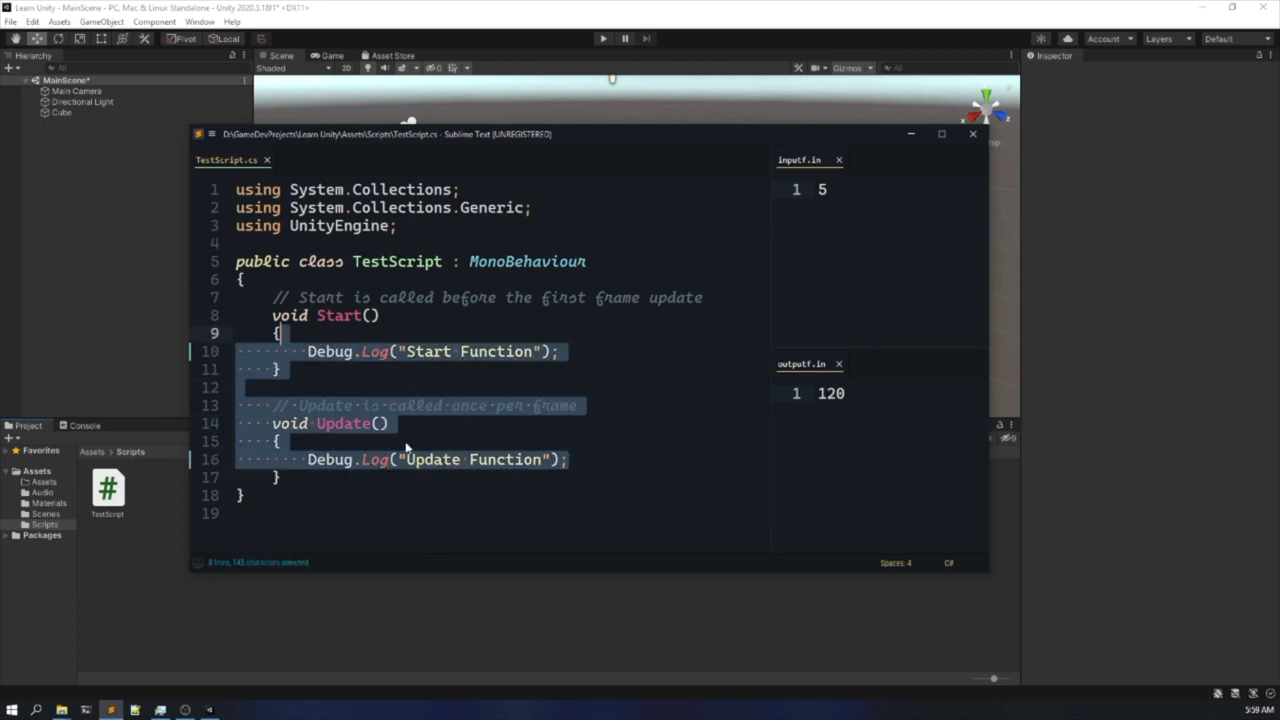 Learn Unity - MainScene - PC, Mac & Linux Standalone - Unity 2020.3.18f1* <DX11>
File Edit Assets GameObject Component Window Help
Pivot Local Account Layers Default
Hierarchy Scene Game Asset Store Inspector
All Shaded 2D 0 Gizmos All
MainScene*
Main Camera
Directional Light
Cube
x z
D:\GameDevProjects\Learn Unity\Assets\Scripts\TestScript.cs - Sublime Text (UNREGISTERED)
TestScript.cs
1 using System.Collections;
2 using System.Collections.Generic;
3 using UnityEngine;
4
5 public class TestScript : MonoBehaviour
6 {
7 // Start is called before the first frame update
8 void Start()
9 {
10 Debug.Log("Start Function");
11 }
12
13 // Update is called once per frame
14 void Update()
15 {
16 Debug.Log("Update Function");
17 }
18 }
19
inputf.in
1 5
outputf.in
1 120
8 lines, 145 characters selected Spaces: 4 C#
Project Console
Favorites
Assets
Assets
Audio
Materials
Scenes
Scripts
Packages
Assets > Scripts
#
TestScript
9
5:59 AM